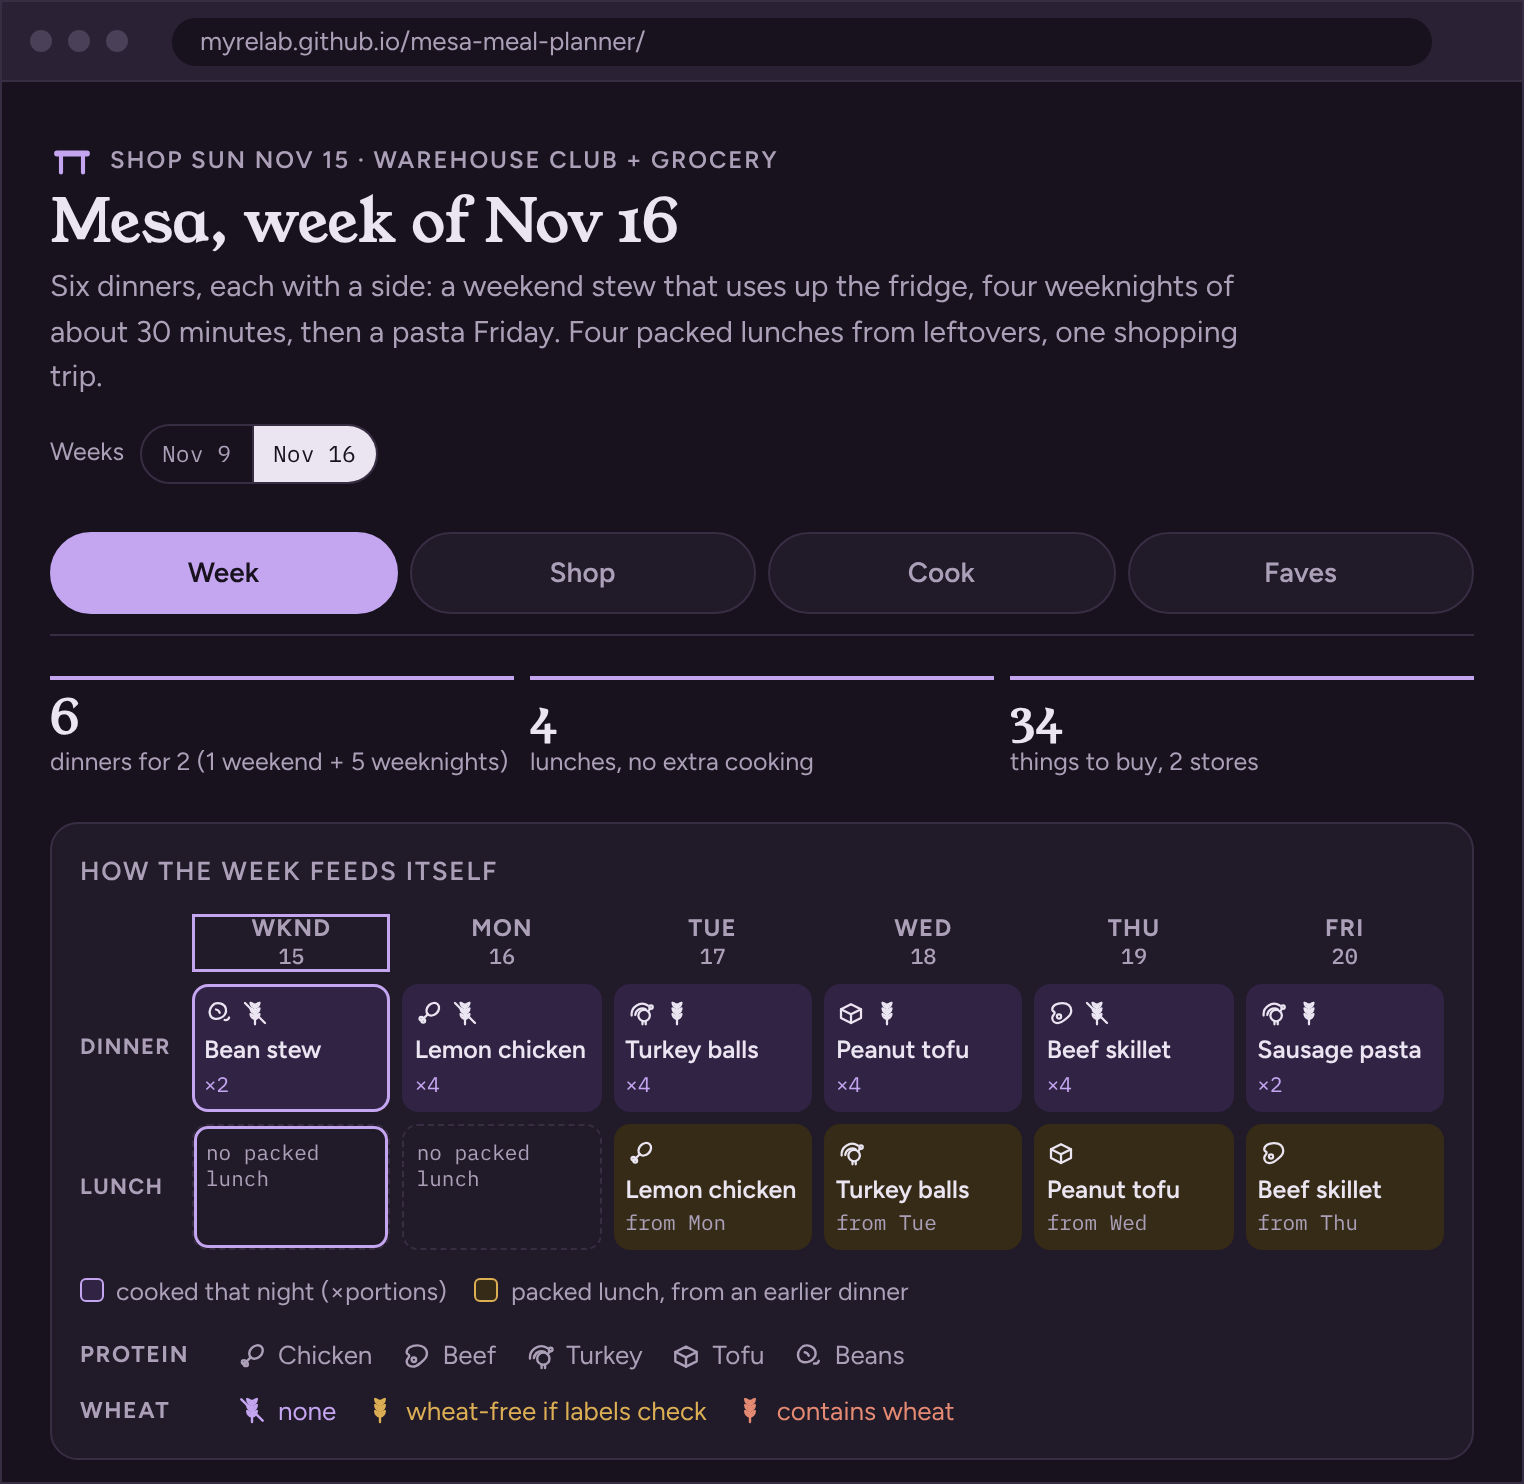 myrelab.github.io/mesa-meal-planner/
SHOP SUN NOV 15 · WAREHOUSE CLUB + GROCERY
Mesa, week of Nov 16
Six dinners, each with a side: a weekend stew that uses up the fridge, four weeknights of
about 30 minutes, then a pasta Friday. Four packed lunches from leftovers, one shopping
trip.
Weeks Nov 9 Nov 16
Week Shop Cook Faves
6 4 34
dinners for 2 (1 weekend + 5 weeknights) lunches, no extra cooking things to buy, 2 stores
HOW THE WEEK FEEDS ITSELF
WKND MON TUE WED THU FRI
15 16 17 18 19 20
DINNER Bean stew Lemon chicken Turkey balls Peanut tofu Beef skillet Sausage pasta
×2 ×4 ×4 ×4 ×4 ×2
no packed no packed
LUNCH lunch lunch Lemon chicken Turkey balls Peanut tofu Beef skillet
from Mon from Tue from Wed from Thu
cooked that night (×portions) packed lunch, from an earlier dinner
PROTEIN Chicken Beef Turkey Tofu Beans
WHEAT none wheat-free if labels check contains wheat